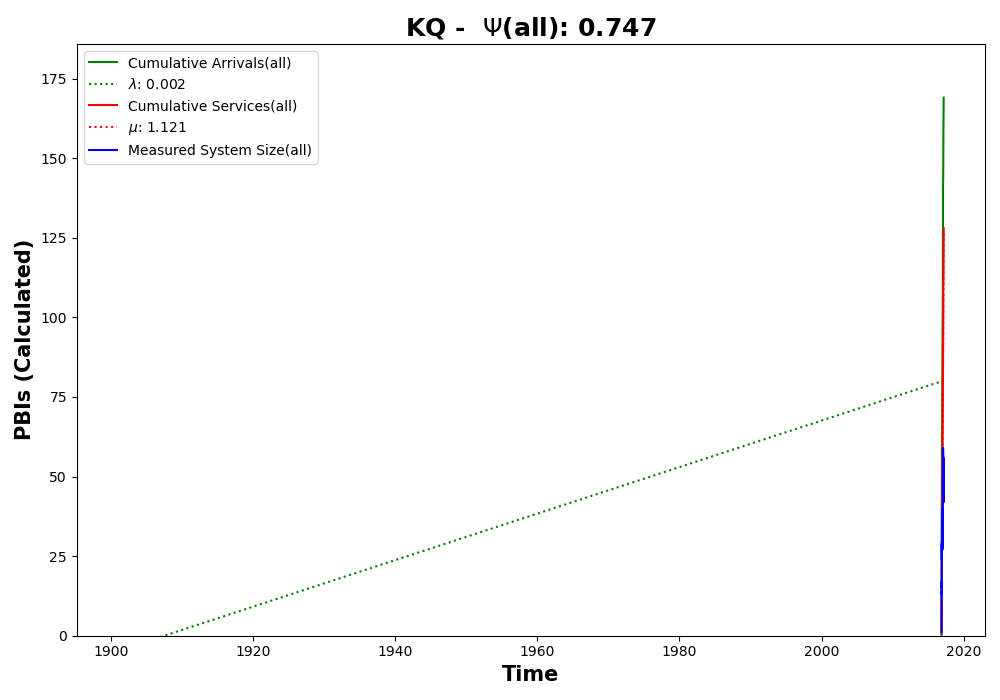 KQ - Ψ(all): 0.747
Cumulative Arrivals(all)
λ: 0.002
Cumulative Services(all)
μ: 1.121
Measured System Size(all)
PBIs (Calculated)
175
150
125
100
75
50
25
0
1900 1920 1940 1960 1980 2000 2020
Time